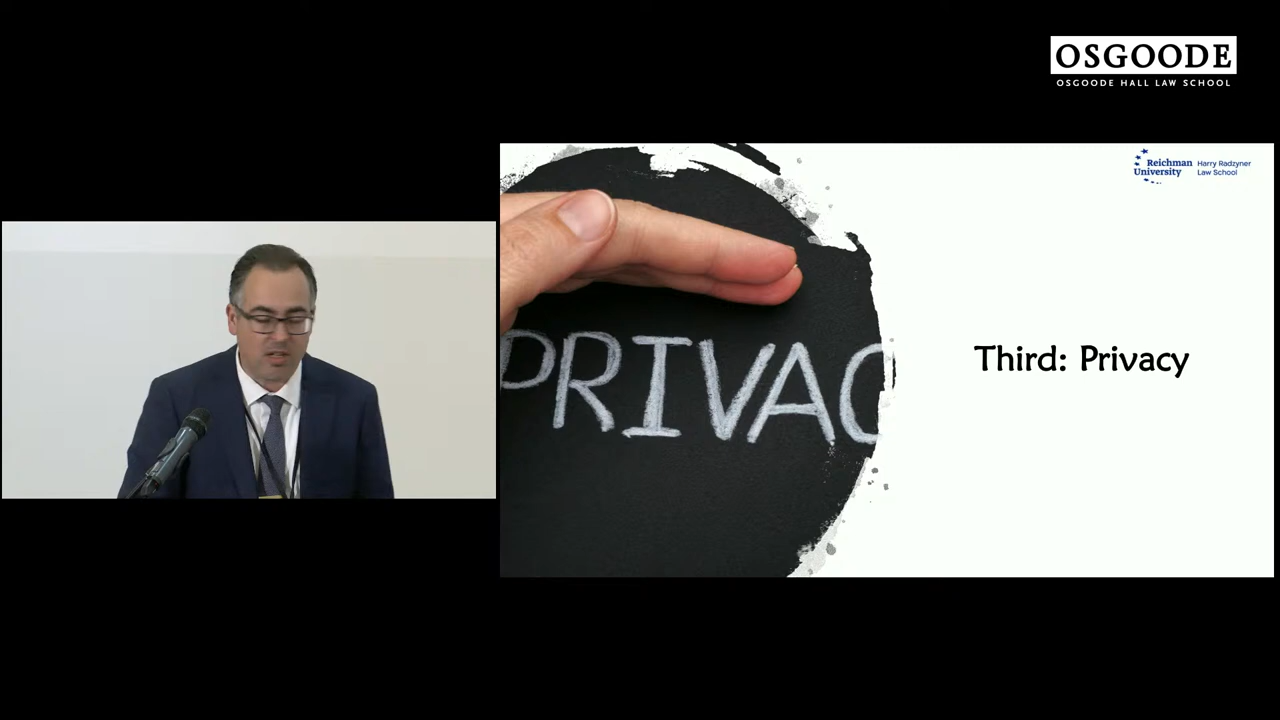 OSGOODE
OSGOODE HALL LAW SCHOOL
Reichman University
Harry Radzyner Law School
PRIVAC
Third: Privacy